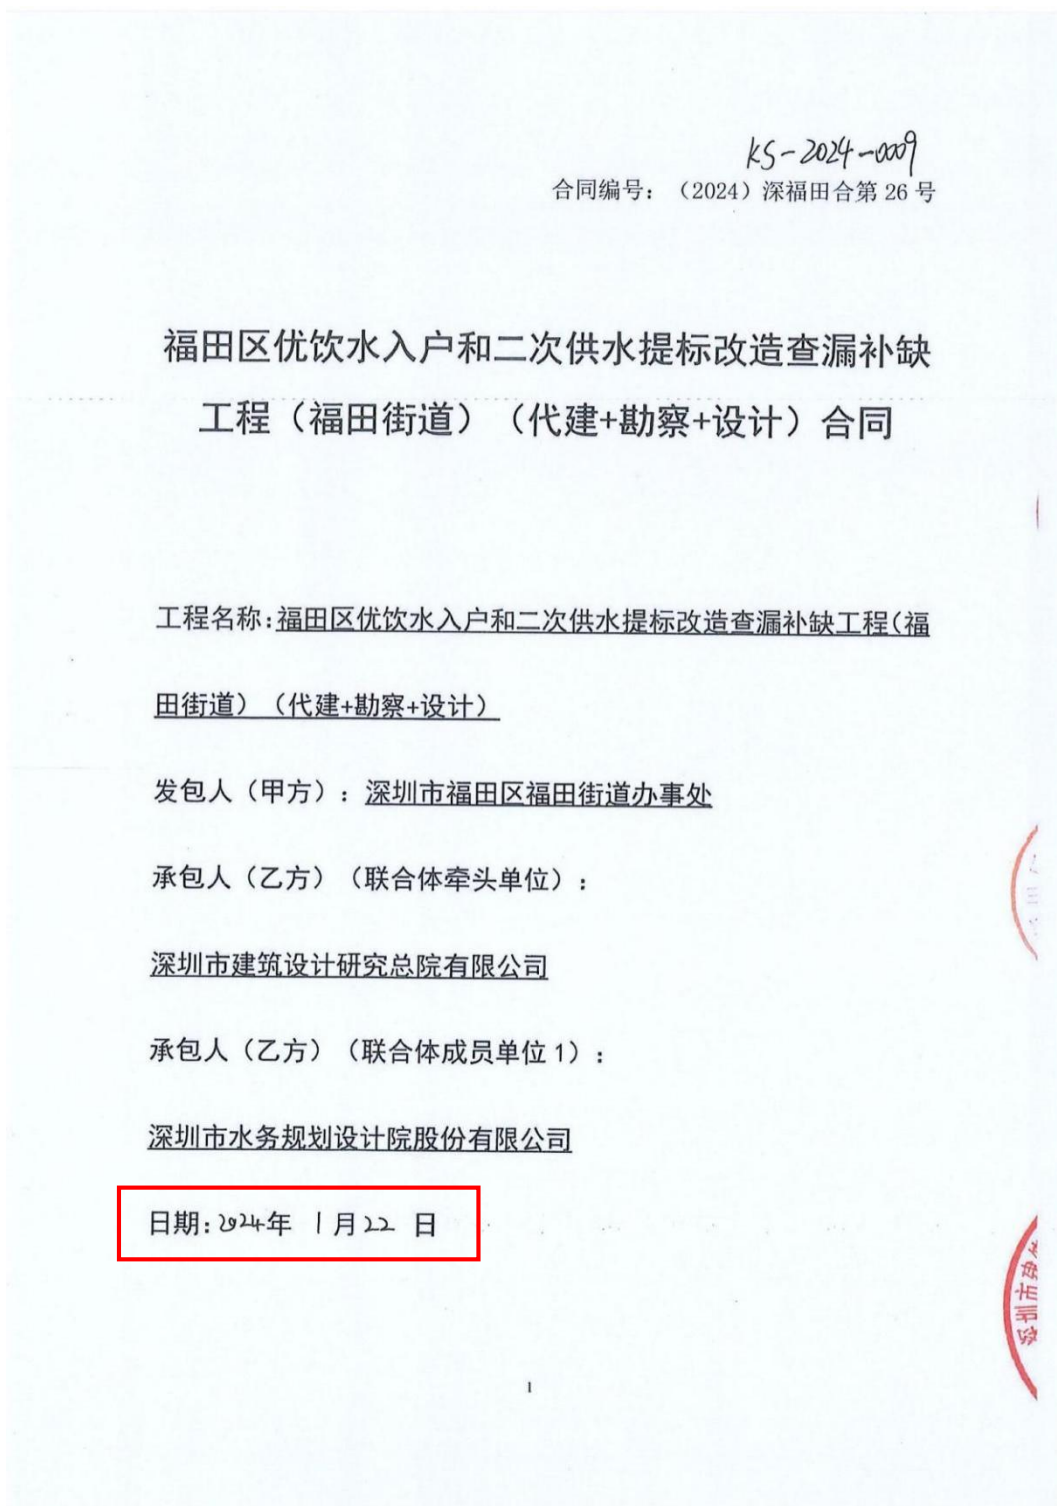 KS-2024-0009
合同编号：（2024）深福田合第 26 号
福田区优饮水入户和二次供水提标改造查漏补缺
工程（福田街道）（代建+勘察+设计）合同
工程名称:福田区优饮水入户和二次供水提标改造查漏补缺工程(福
田街道）（代建+勘察+设计）
发包人（甲方）: 深圳市福田区福田街道办事处
承包人（乙方）（联合体牵头单位）:
深圳市建筑设计研究总院有限公司
承包人（乙方）（联合体成员单位 1）:
深圳市水务规划设计院股份有限公司
日期:2024年 1月22 日
深圳市建
1